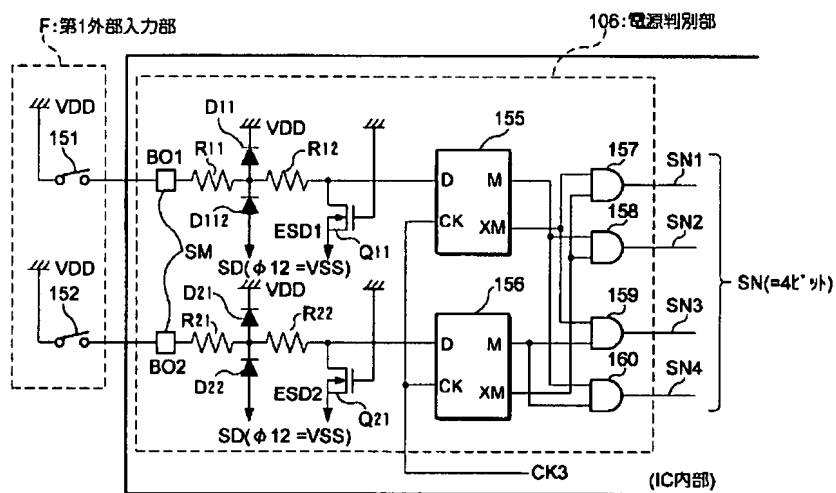 F:第1外部入力部
106:電源判別部
VDD
151
BO1
R11
D11
VDD
R12
D112
ESD1
Q11
SD(φ12=VSS)
SM
155
D
M
CK
XM
157
SN1
158
SN2
VDD
152
BO2
R21
D21
VDD
R22
D22
ESD2
Q21
SD(φ12=VSS)
156
D
M
CK
XM
159
SN3
160
SN4
SN(=4ビット)
CK3
(IC内部)